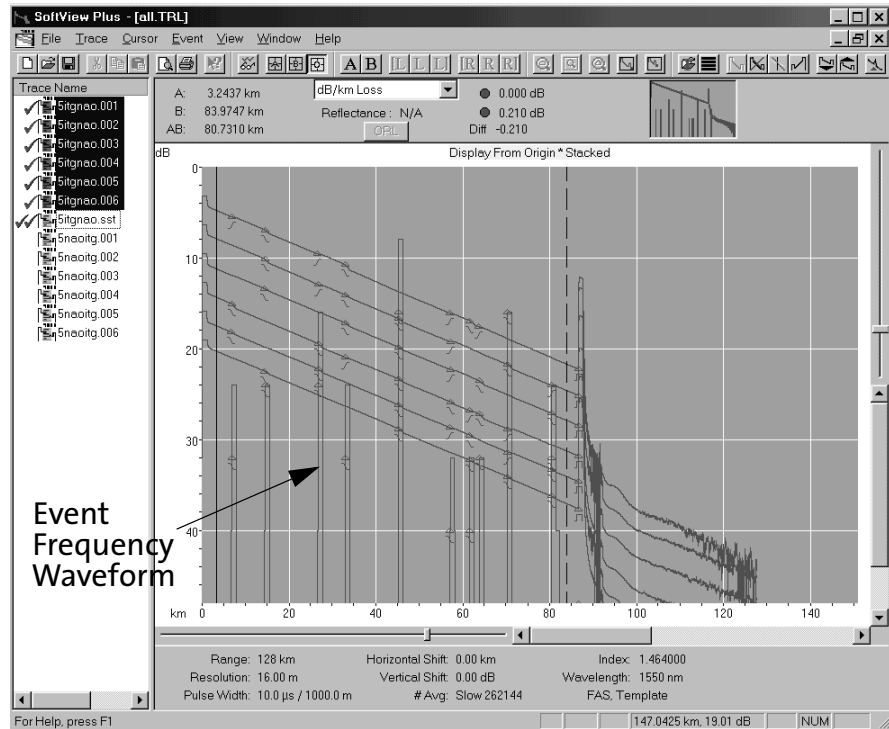 SoftView Plus - [all.TRL]
File Trace Cursor Event View Window Help
A B [L L L] [R R R]
Trace Name
5itgnao.001
5itgnao.002
5itgnao.003
5itgnao.004
5itgnao.005
5itgnao.006
5itgnao.sst
5naoitg.001
5naoitg.002
5naoitg.003
5naoitg.004
5naoitg.005
5naoitg.006
A: 3.2437 km
B: 83.9747 km
AB: 80.7310 km
dB/km Loss
Reflectance: N/A
ORL
0.000 dB
0.210 dB
Diff -0.210
dB
Display From Origin * Stacked
0
10
20
30
40
km 0 20 40 60 80 100 120 140
Event
Frequency
Waveform
Range: 128 km
Resolution: 16.00 m
Pulse Width: 10.0 µs / 1000.0 m
Horizontal Shift: 0.00 km
Vertical Shift: 0.00 dB
# Avg: Slow 262144
Index: 1.464000
Wavelength: 1550 nm
FAS, Template
For Help, press F1
147.0425 km, 19.01 dB
NUM